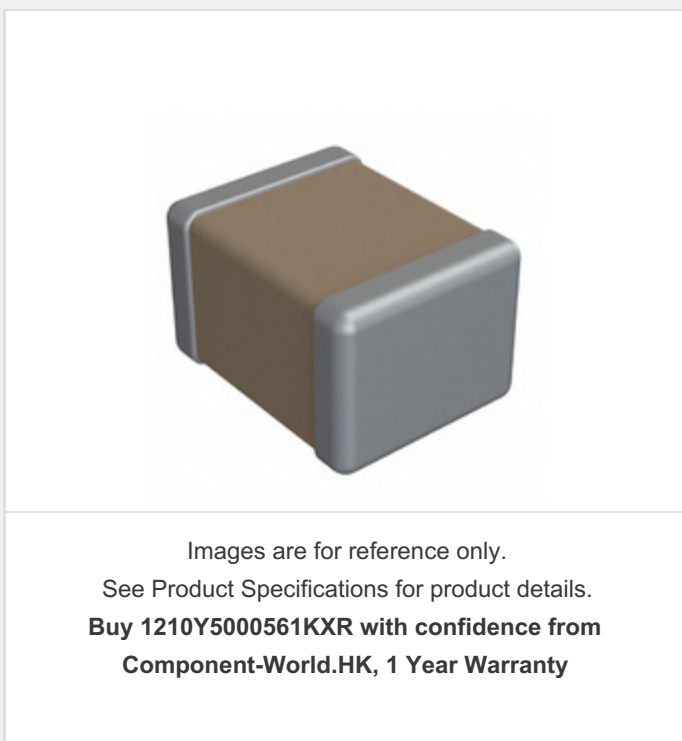 Images are for reference only.
See Product Specifications for product details.
Buy 1210Y5000561KXR with confidence from
Component-World.HK, 1 Year Warranty